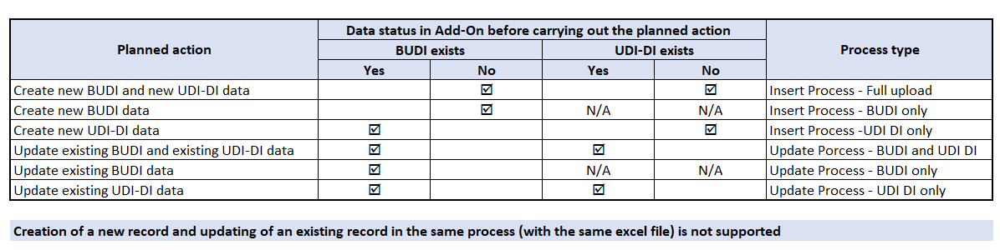 Planned action
Data status in Add-On before carrying out the planned action
Process type
BUDI exists
UDI-DI exists
Yes No Yes No
Create new BUDI and new UDI-DI data ☑ ☑ Insert Process - Full upload
Create new BUDI data ☑ N/A N/A Insert Process - BUDI only
Create new UDI-DI data ☑ ☑ Insert Process -UDI DI only
Update existing BUDI and existing UDI-DI data ☑ ☑ Update Porcess - BUDI and UDI DI
Update existing BUDI data ☑ N/A N/A Update Process - BUDI only
Update existing UDI-DI data ☑ ☑ Update Process - UDI DI only
Creation of a new record and updating of an existing record in the same process (with the same excel file) is not supported